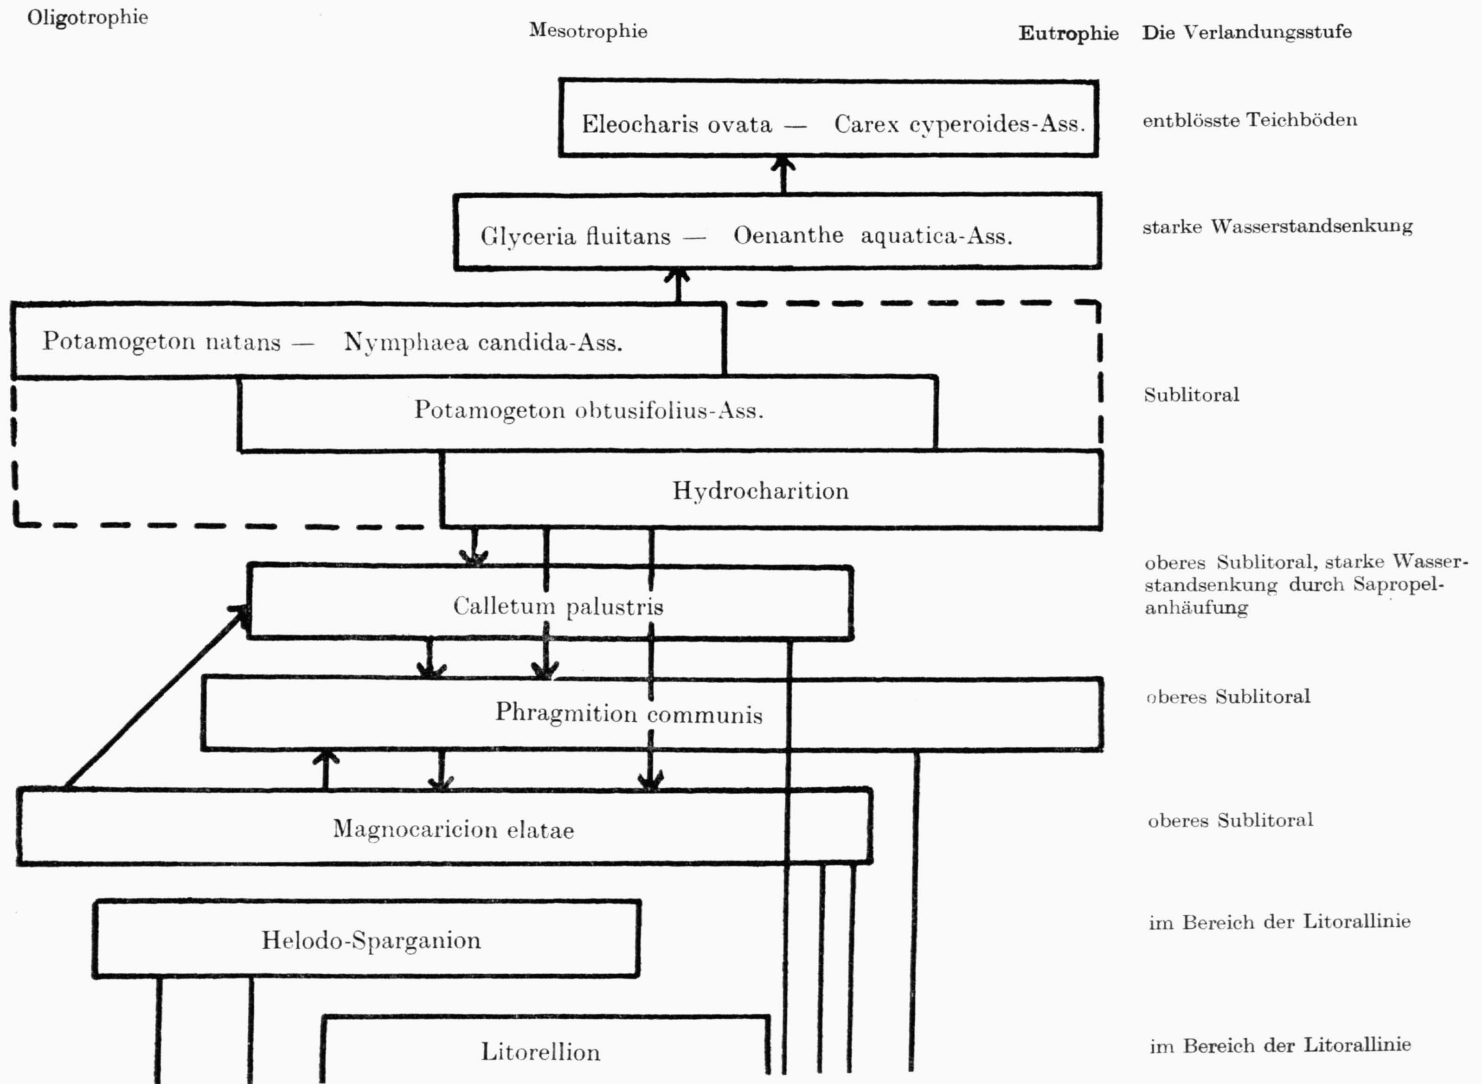 Oligotrophie
Mesotrophie
Eutrophie
Die Verlandungsstufe
Eleocharis ovata — Carex cyperoides-Ass.
entblösste Teichböden
Glyceria fluitans — Oenanthe aquatica-Ass.
starke Wasserstandsenkung
Potamogeton natans — Nymphaea candida-Ass.
Potamogeton obtusifolius-Ass.
Sublitoral
Hydrocharition
Calletum palustris
oberes Sublitoral, starke Wasser-
standsenkung durch Sapropel-
anhäufung
Phragmition communis
oberes Sublitoral
Magnocaricion elatae
oberes Sublitoral
Helodo-Sparganion
im Bereich der Litorallinie
Litorellion
im Bereich der Litorallinie